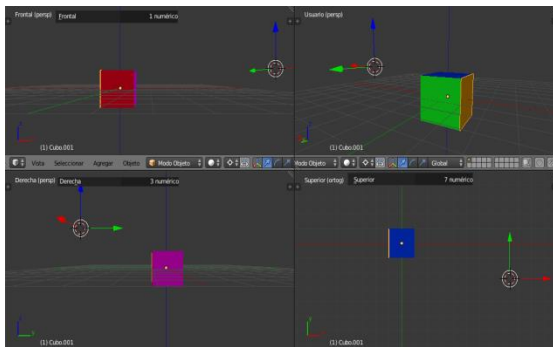 Frontal (persp) Frontal 1 numérico
(1) Cubo.001
Usuario (persp)
(1) Cubo.001
Vista Seleccionar Agregar Objeto Modo Objeto
Modo Objeto Global
Derecha (persp) Derecha 3 numérico
(1) Cubo.001
Superior (ortog) Superior 7 numérico
(1) Cubo.001